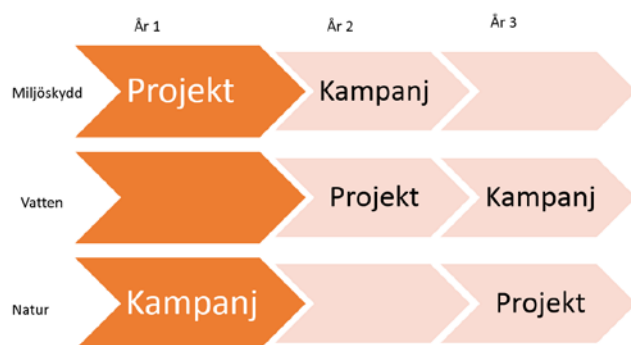 År 1
År 2
År 3
Miljöskydd
Projekt
Kampanj
Vatten
Projekt
Kampanj
Natur
Kampanj
Projekt